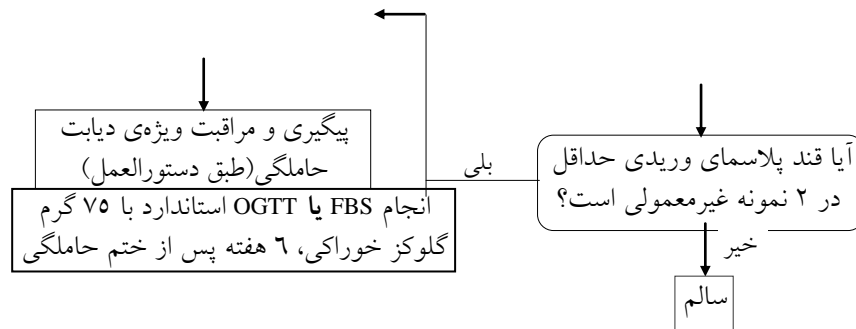 آیا قند پلاسمای وریدی حداقل
در ۲ نمونه غیرمعمولی است؟
بلی
خیر
سالم
پیگیری و مراقبت ویژه‌ی دیابت
حاملگی(طبق دستورالعمل)
انجام FBS یا OGTT استاندارد با ۷۵ گرم
گلوکز خوراکی، ٦ هفته پس از ختم حاملگی